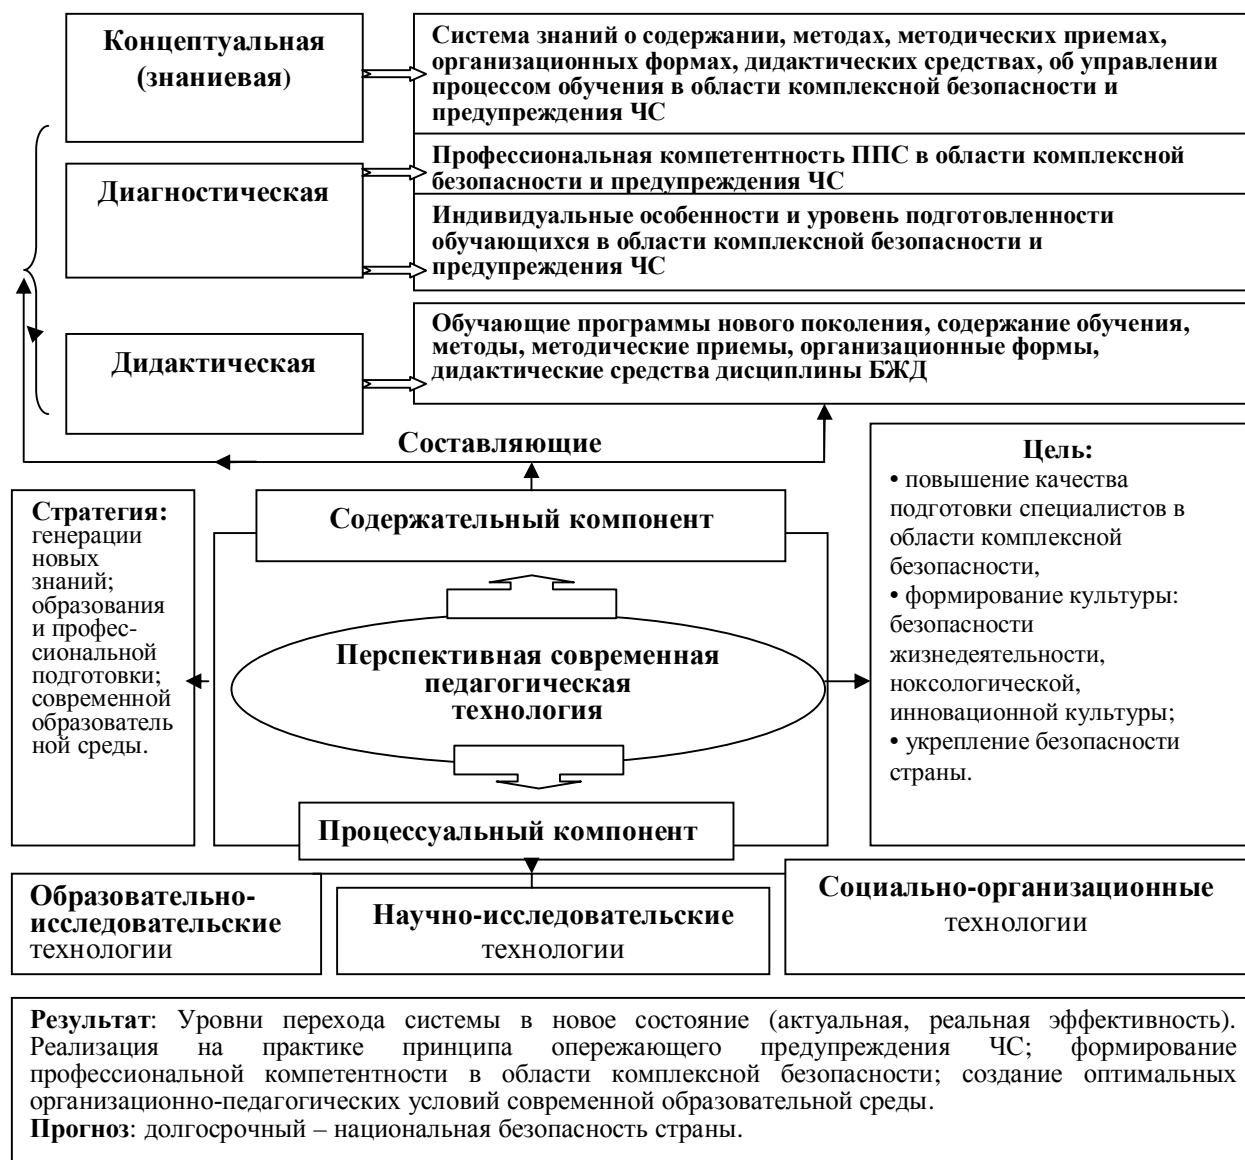 Концептуальная
(знаниевая)
Система знаний о содержании, методах, методических приемах,
организационных формах, дидактических средствах, об управлении
процессом обучения в области комплексной безопасности и
предупреждения ЧС
Диагностическая
Профессиональная компетентность ППС в области комплексной
безопасности и предупреждения ЧС
Индивидуальные особенности и уровень подготовленности
обучающихся в области комплексной безопасности и
предупреждения ЧС
Дидактическая
Обучающие программы нового поколения, содержание обучения,
методы, методические приемы, организационные формы,
дидактические средства дисциплины БЖД
Составляющие
Стратегия:
генерации
новых
знаний;
образования
и профес-
сиональной
подготовки;
современной
образователь
ной среды.
Содержательный компонент
Перспективная современная
педагогическая
технология
Процессуальный компонент
Цель:
• повышение качества
подготовки специалистов в
области комплексной
безопасности,
• формирование культуры:
безопасности
жизнедеятельности,
ноксологической,
инновационной культуры;
• укрепление безопасности
страны.
Образовательно-
исследовательские
технологии
Научно-исследовательские
технологии
Социально-организационные
технологии
Результат: Уровни перехода системы в новое состояние (актуальная, реальная эффективность).
Реализация на практике принципа опережающего предупреждения ЧС; формирование
профессиональной компетентности в области комплексной безопасности; создание оптимальных
организационно-педагогических условий современной образовательной среды.
Прогноз: долгосрочный – национальная безопасность страны.